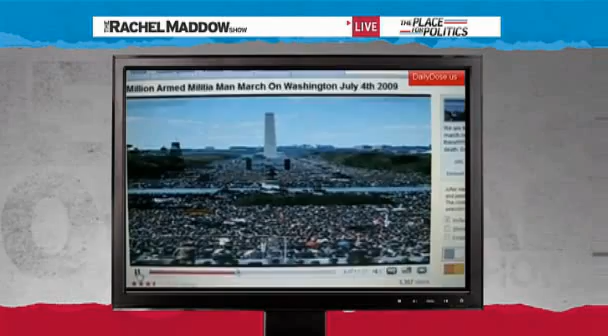 THE RACHEL MADDOW SHOW
LIVE
THE PLACE
FOR POLITICS
DailyDose.us
Million Armed Militia Man March On Washington July 4th 2009